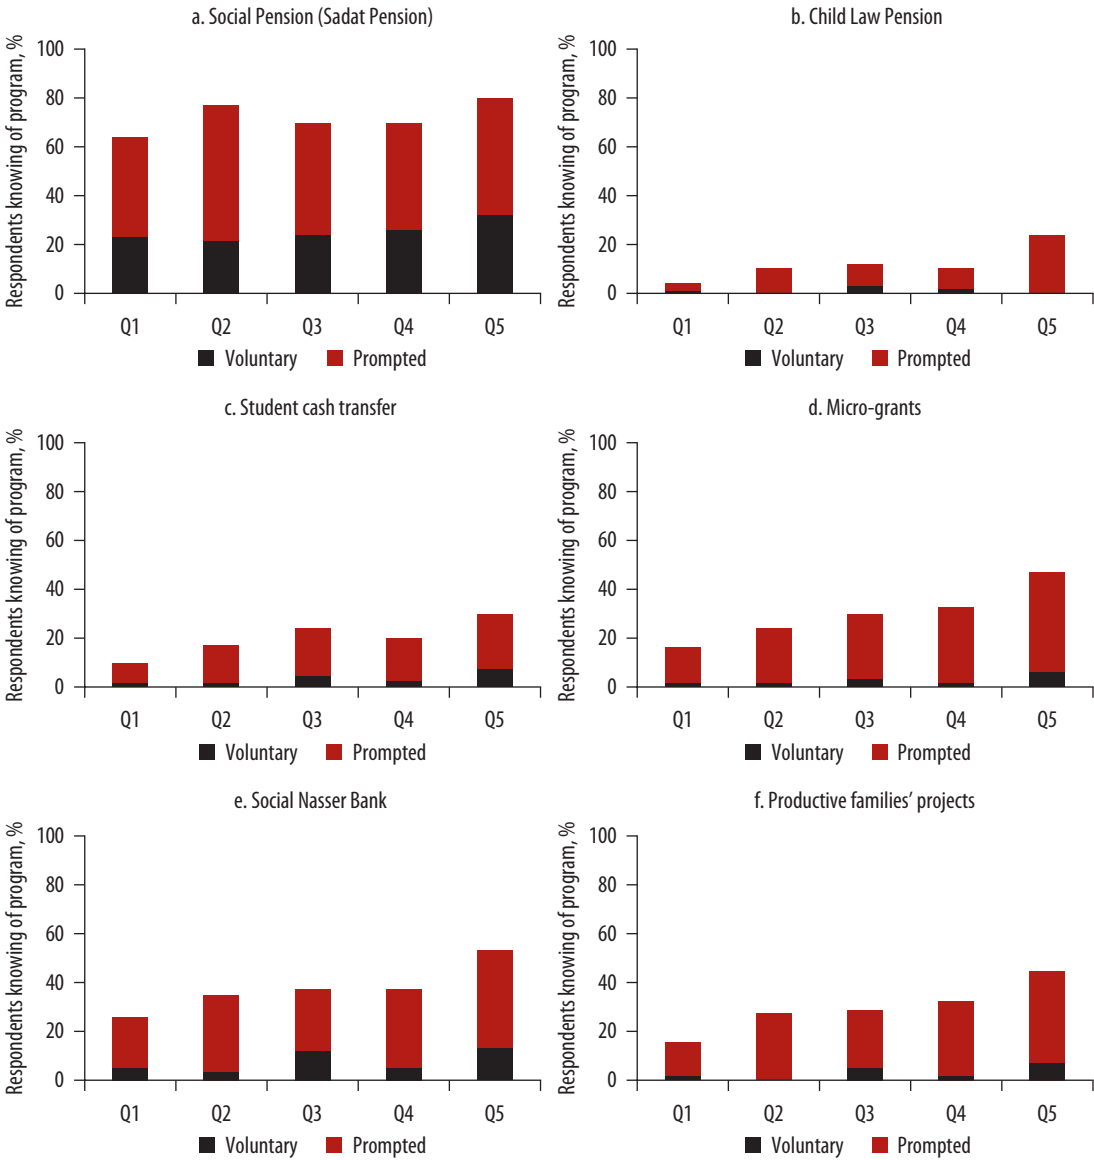 a. Social Pension (Sadat Pension)
Respondents knowing of program, %
100
80
60
40
20
0
Q1 Q2 Q3 Q4 Q5
Voluntary Prompted
b. Child Law Pension
Respondents knowing of program, %
100
80
60
40
20
0
Q1 Q2 Q3 Q4 Q5
Voluntary Prompted
c. Student cash transfer
Respondents knowing of program, %
100
80
60
40
20
0
Q1 Q2 Q3 Q4 Q5
Voluntary Prompted
d. Micro-grants
Respondents knowing of program, %
100
80
60
40
20
0
Q1 Q2 Q3 Q4 Q5
Voluntary Prompted
e. Social Nasser Bank
Respondents knowing of program, %
100
80
60
40
20
0
Q1 Q2 Q3 Q4 Q5
Voluntary Prompted
f. Productive families’ projects
Respondents knowing of program, %
100
80
60
40
20
0
Q1 Q2 Q3 Q4 Q5
Voluntary Prompted